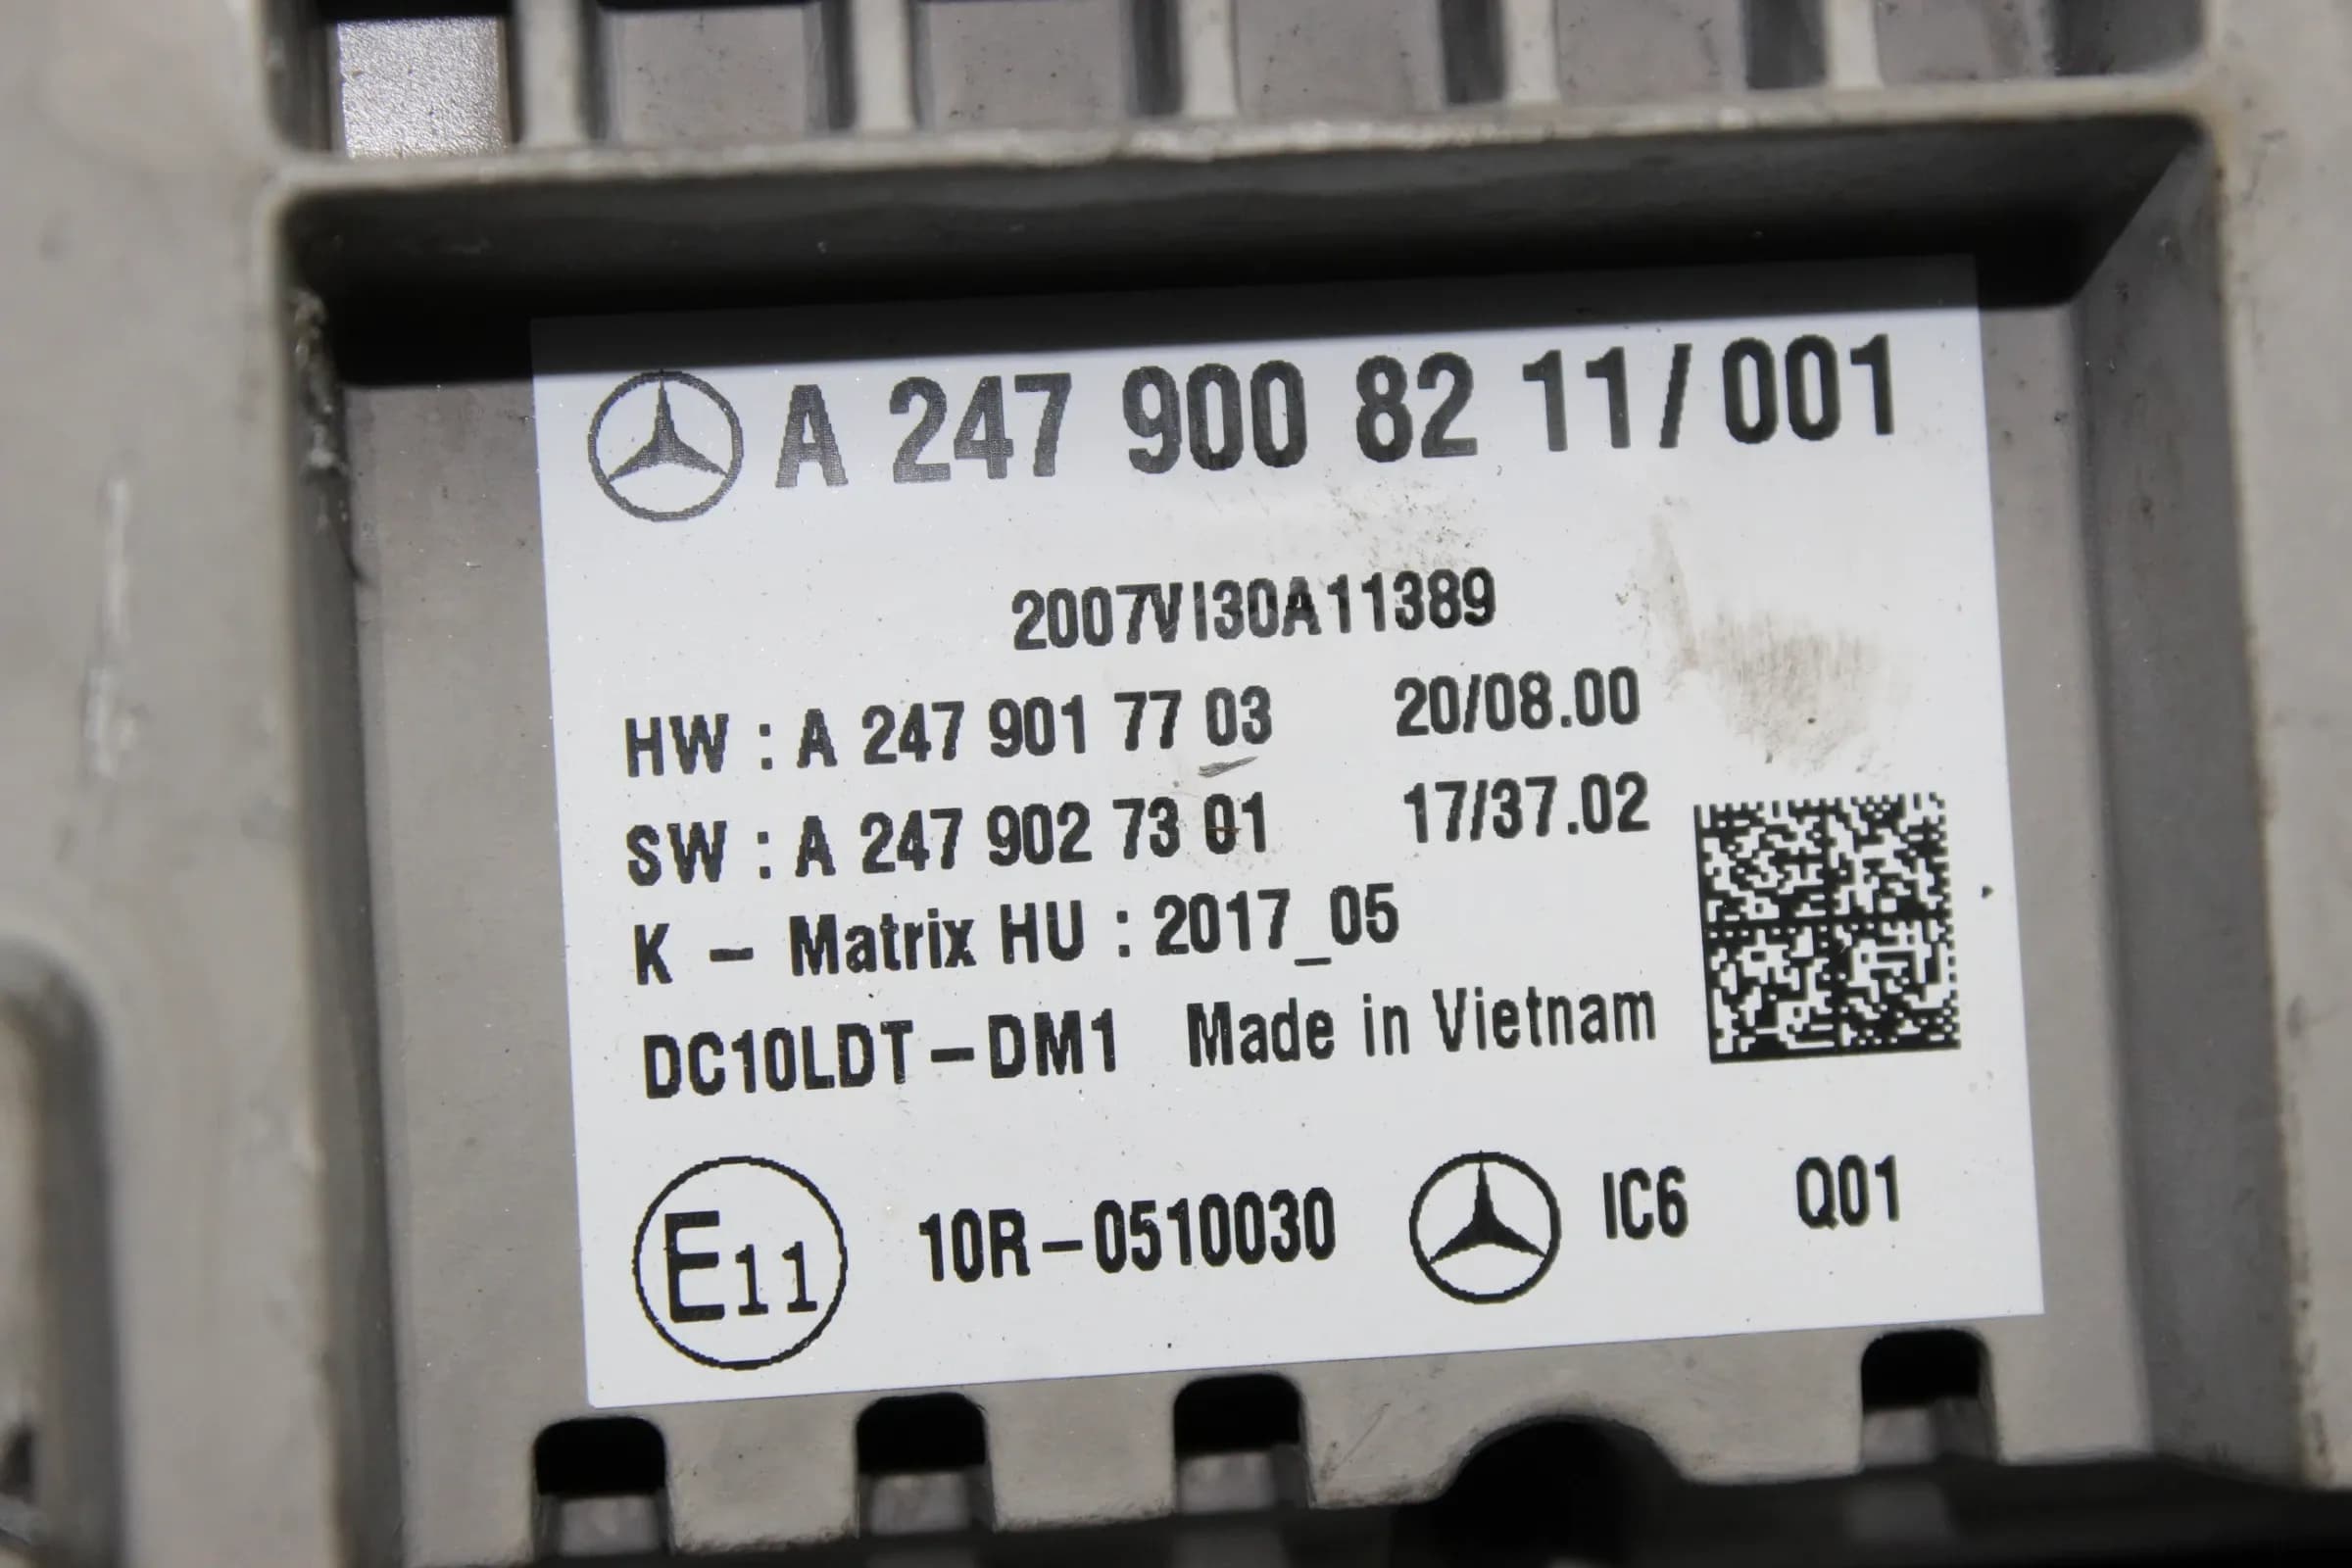 A 247 900 82 11/001
2007VI30A11389
HW : A 247 901 77 03 20/08.00
SW : A 247 902 73 01 17/37.02
K - Matrix HU : 2017_05
DC10LDT-DM1 Made in Vietnam
E11 10R-0510030 IC6 Q01